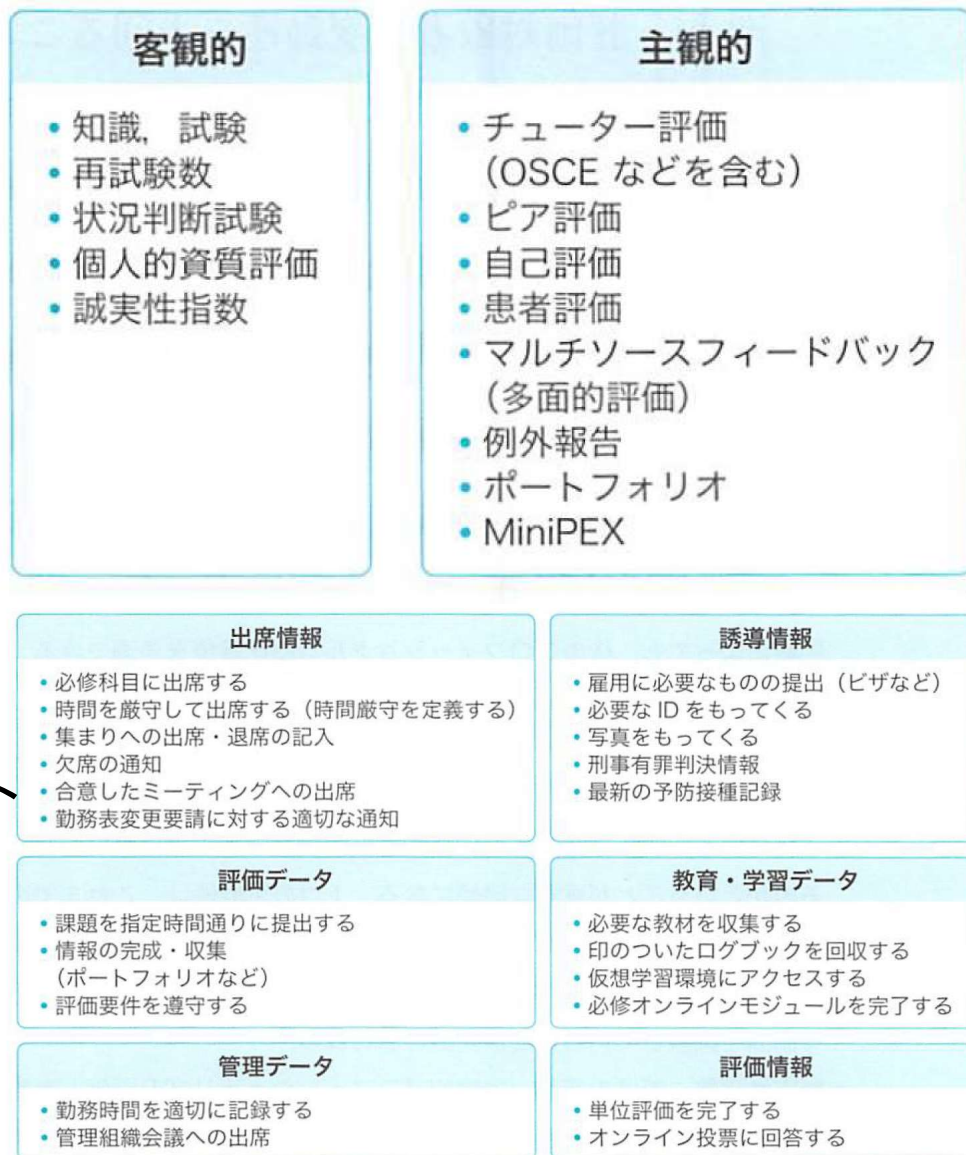 客観的
• 知識，試験
• 再試験数
• 状況判断試験
• 個人的資質評価
• 誠実性指数
主観的
• チューター評価
（OSCE などを含む）
• ピア評価
• 自己評価
• 患者評価
• マルチソースフィードバック
（多面的評価）
• 例外報告
• ポートフォリオ
• MiniPEX
出席情報
• 必修科目に出席する
• 時間を厳守して出席する（時間厳守を定義する）
• 集まりへの出席・退席の記入
• 欠席の通知
• 合意したミーティングへの出席
• 勤務表変更要請に対する適切な通知
誘導情報
• 雇用に必要なものの提出（ビザなど）
• 必要な ID をもってくる
• 写真をもってくる
• 刑事有罪判決情報
• 最新の予防接種記録
評価データ
• 課題を指定時間通りに提出する
• 情報の完成・収集
（ポートフォリオなど）
• 評価要件を遵守する
教育・学習データ
• 必要な教材を収集する
• 印のついたログブックを回収する
• 仮想学習環境にアクセスする
• 必修オンラインモジュールを完了する
管理データ
• 勤務時間を適切に記録する
• 管理組織会議への出席
評価情報
• 単位評価を完了する
• オンライン投票に回答する